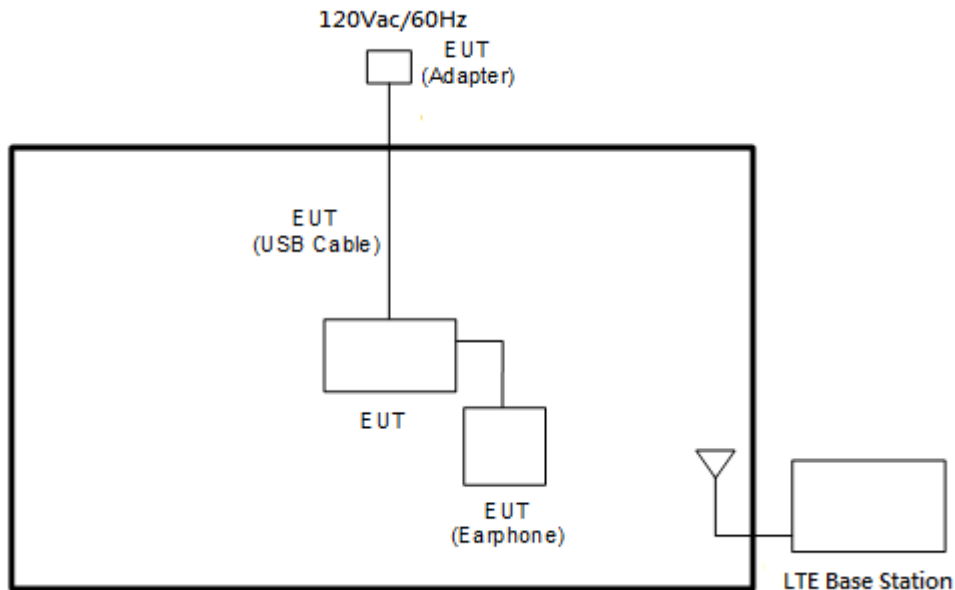 120Vac/60Hz
EUT
(Adapter)
EUT
(USB Cable)
EUT
EUT
(Earphone)
LTE Base Station